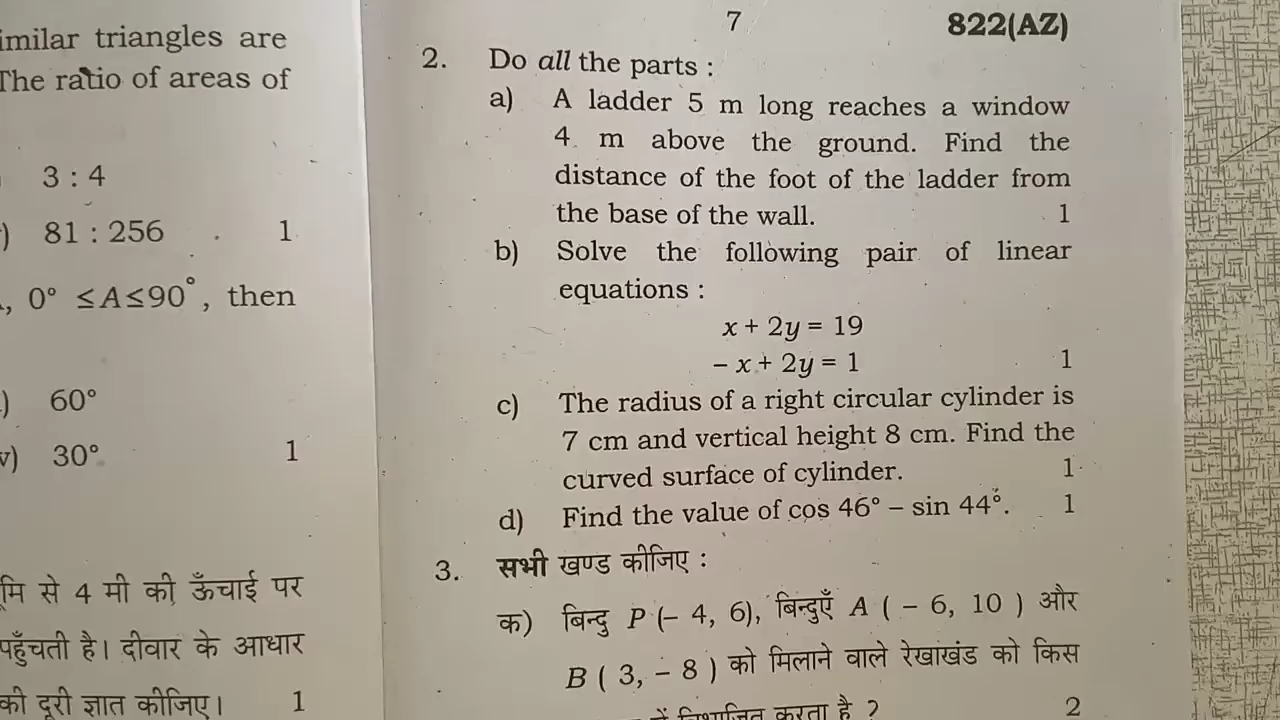 imilar triangles are
The ratio of areas of
3 : 4
) 81 : 256 1
, 0° ≤A≤90°, then
) 60°
v) 30° 1
मि से 4 मी की ऊँचाई पर
पहुँचती है। दीवार के आधार
की दूरी ज्ञात कीजिए। 1
7 822(AZ)
2. Do all the parts :
a) A ladder 5 m long reaches a window
4 m above the ground. Find the
distance of the foot of the ladder from
the base of the wall. 1
b) Solve the following pair of linear
equations :
x + 2y = 19
– x + 2y = 1 1
c) The radius of a right circular cylinder is
7 cm and vertical height 8 cm. Find the
curved surface of cylinder. 1
d) Find the value of cos 46° – sin 44°. 1
3. सभी खण्ड कीजिए :
क) बिन्दु P (– 4, 6), बिन्दुएँ A ( – 6, 10 ) और
B ( 3, – 8 ) को मिलाने वाले रेखाखंड को किस
में विभाजित करता है ? 2